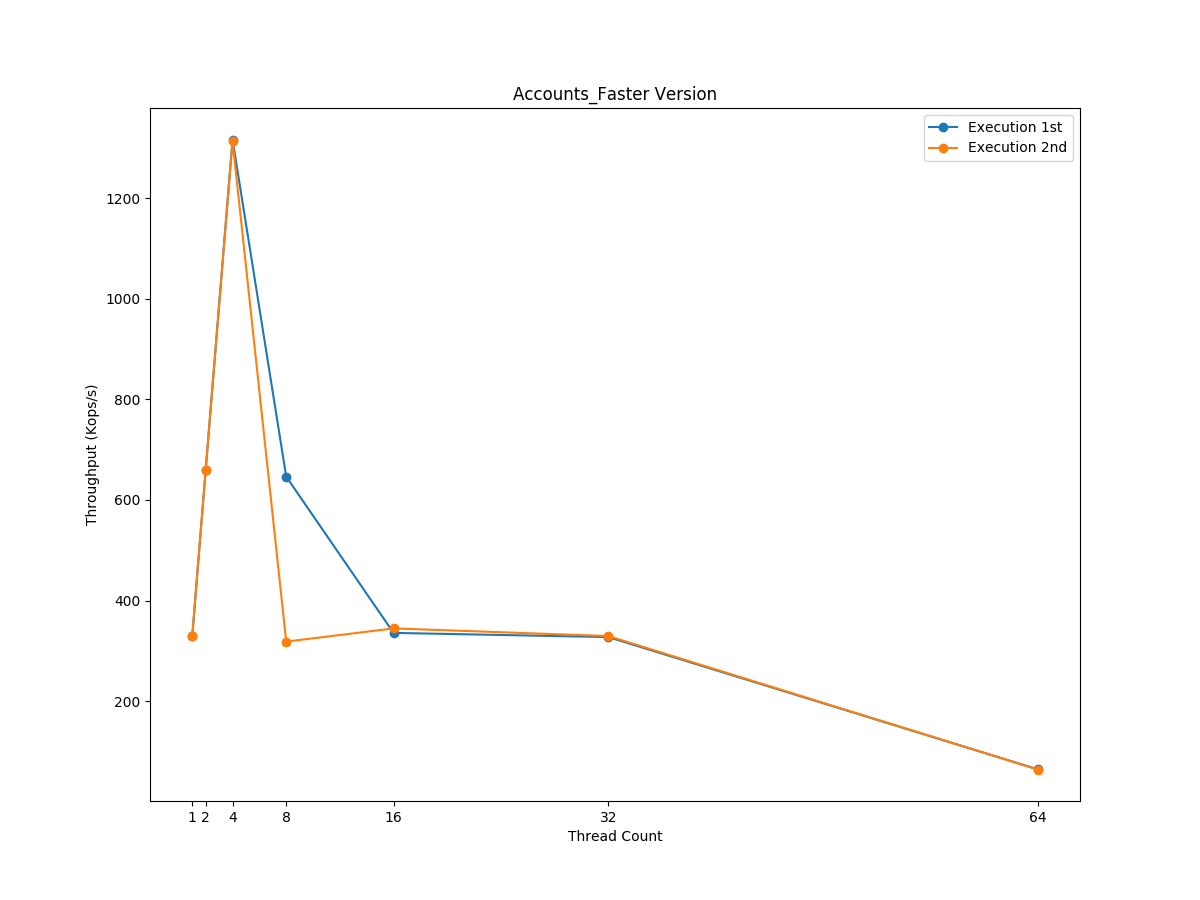 Accounts_Faster Version
Execution 1st
Execution 2nd
1200
1000
800
600
400
200
Throughput (Kops/s)
1 2 4 8 16 32 64
Thread Count